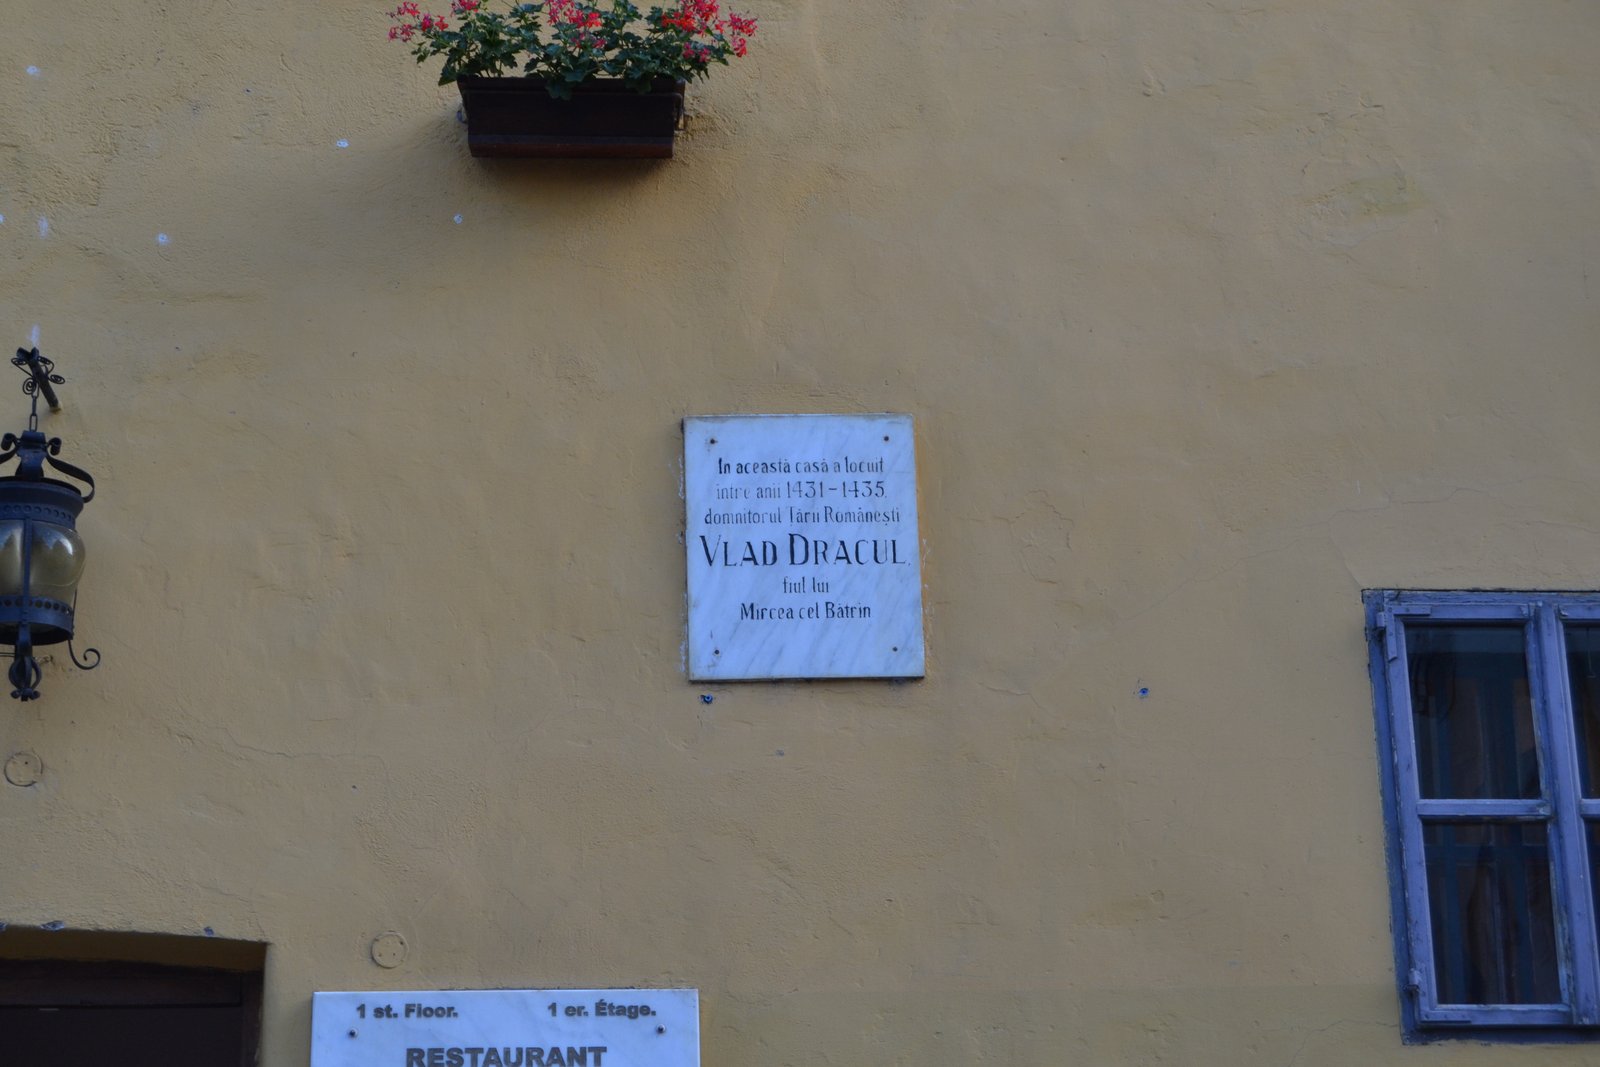 In această casă a locuit
între anii 1431-1435,
domnitorul Țării Românești
VLAD DRACUL,
fiul lui
Mircea cel Bătrîn
1 st. Floor. 1 er. Étage.
RESTAURANT